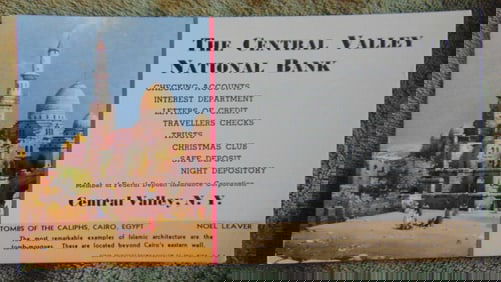 THE CENTRAL VALLEY
NATIONAL BANK
CHECKING ACCOUNTS
INTEREST DEPARTMENT
LETTERS OF CREDIT
TRAVELLERS CHECKS
TRUSTS
CHRISTMAS CLUB
SAFE DEPOSIT
NIGHT DEPOSITORY
Member of Federal Deposit Insurance Corporation
Central Valley, N. Y.
TOMBS OF THE CALIPHS, CAIRO, EGYPT NOEL LEAVER
The most remarkable examples of Islamic architecture are the
tomb-mosques. These are located beyond Cairo's eastern wall.